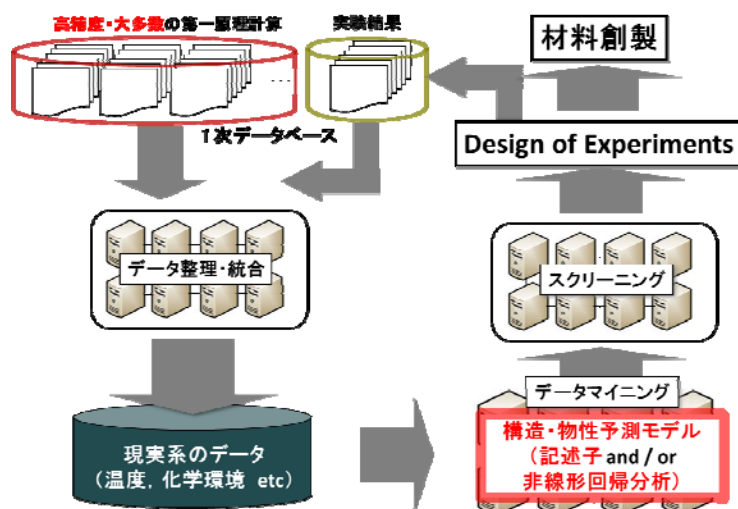 高精度・大多数の第一原理計算
実験結果
・・・
1次データベース
データ整理・統合
現実系のデータ
(温度, 化学環境 etc)
材料創製
Design of Experiments
スクリーニング
データマイニング
構造・物性予測モデル
(記述子 and / or
非線形回帰分析)